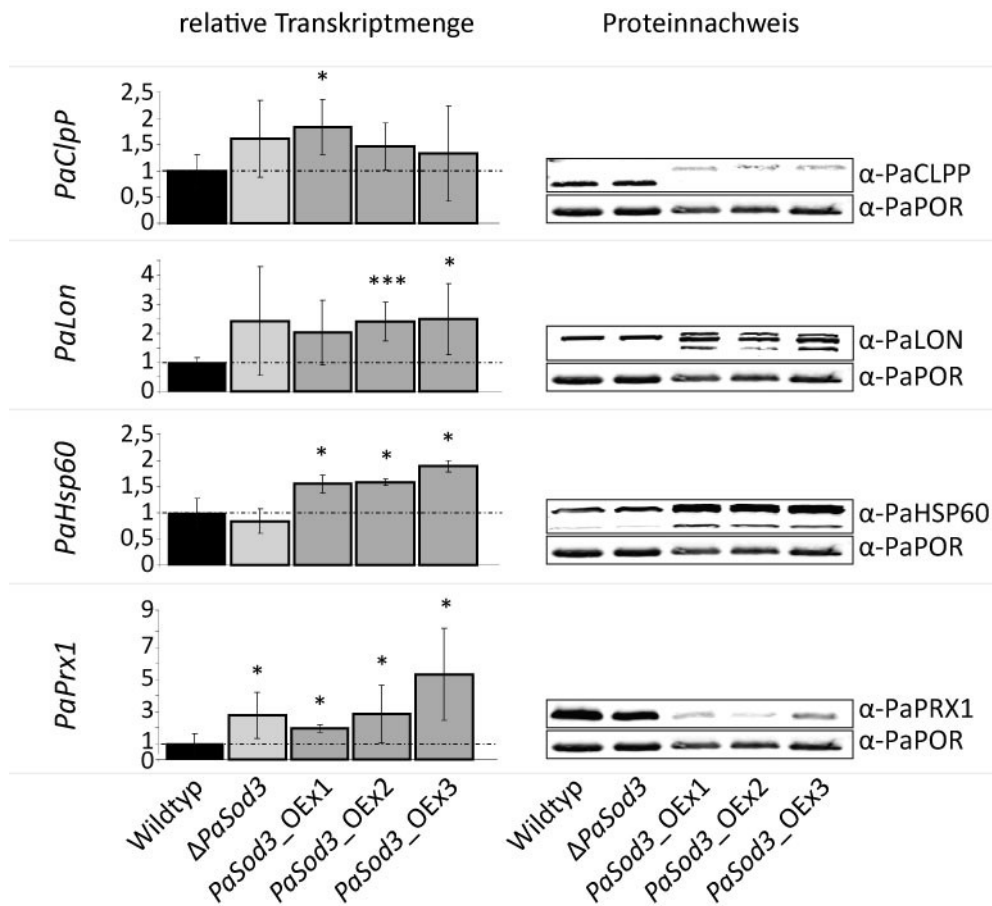 relative Transkriptmenge
Proteinnachweis
PaClpP
*
2,5
2
1,5
1
0,5
0
α-PaCLPP
α-PaPOR
PaLon
***
*
4
3
2
1
0
α-PaLON
α-PaPOR
PaHsp60
*
*
*
2,5
2
1,5
1
0,5
0
α-PaHSP60
α-PaPOR
PaPrx1
*
*
*
*
9
7
5
3
1
0
α-PaPRX1
α-PaPOR
Wildtyp
ΔPaSod3
PaSod3_OEx1
PaSod3_OEx2
PaSod3_OEx3
Wildtyp
ΔPaSod3
PaSod3_OEx1
PaSod3_OEx2
PaSod3_OEx3